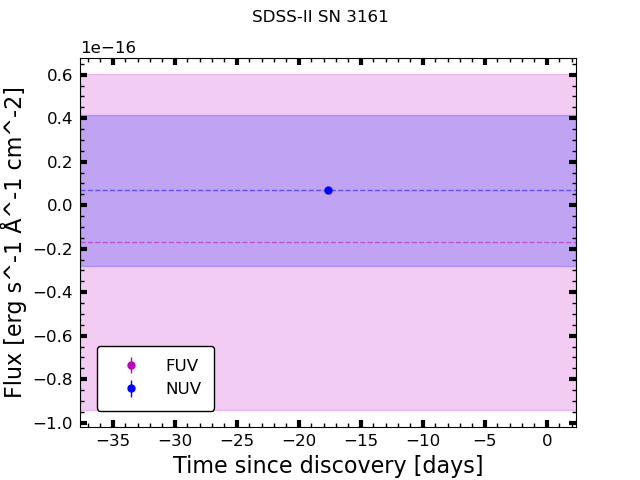 SDSS-II SN 3161
1e−16
0.6
0.4
0.2
0.0
−0.2
−0.4
−0.6
−0.8
−1.0
Flux [erg s^-1 Å^-1 cm^-2]
FUV
NUV
−35 −30 −25 −20 −15 −10 −5 0
Time since discovery [days]